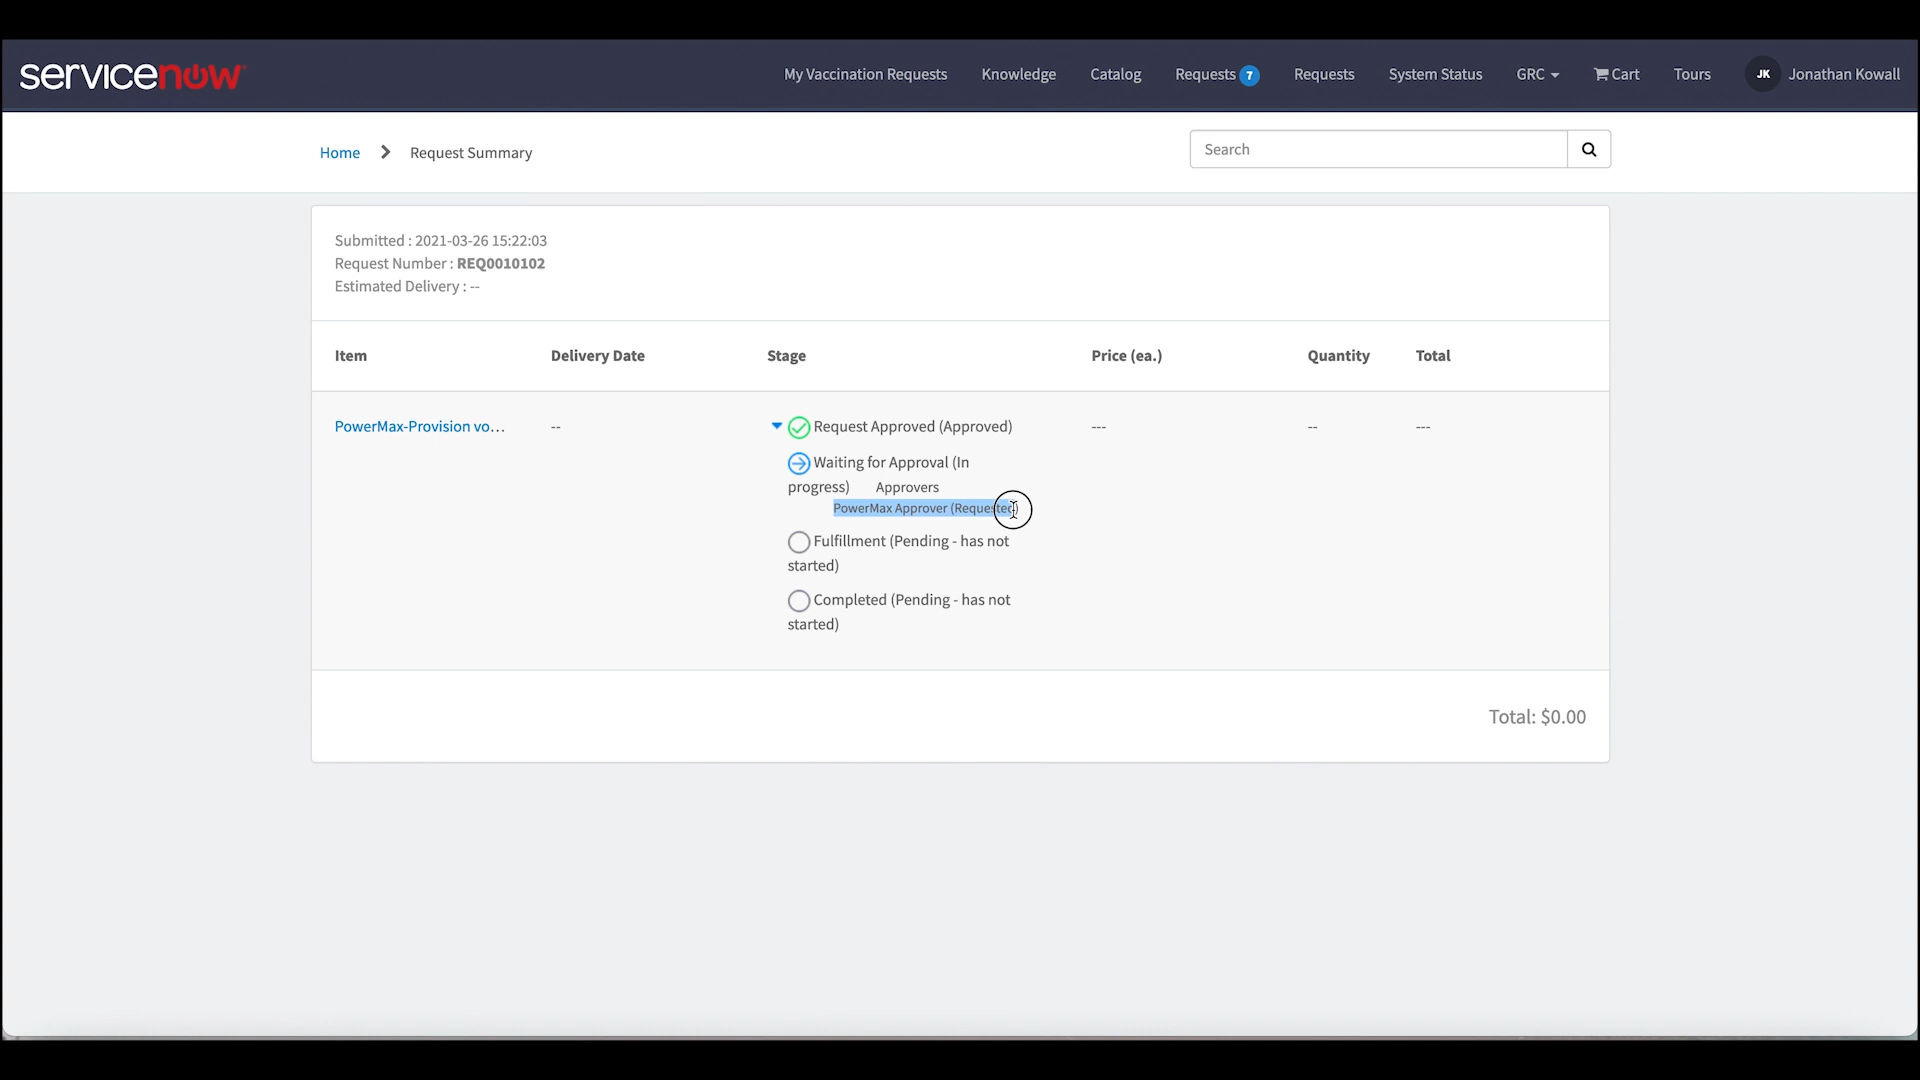 servicenow
My Vaccination Requests Knowledge Catalog Requests 7 Requests System Status GRC Cart Tours JK Jonathan Kowall
Home Request Summary
Search
Submitted : 2021-03-26 15:22:03
Request Number : REQ0010102
Estimated Delivery : --
Item Delivery Date Stage Price (ea.) Quantity Total
PowerMax-Provision vo... -- Request Approved (Approved) --- -- ---
Waiting for Approval (In
progress) Approvers
PowerMax Approver (Requested)
Fulfillment (Pending - has not
started)
Completed (Pending - has not
started)
Total: $0.00